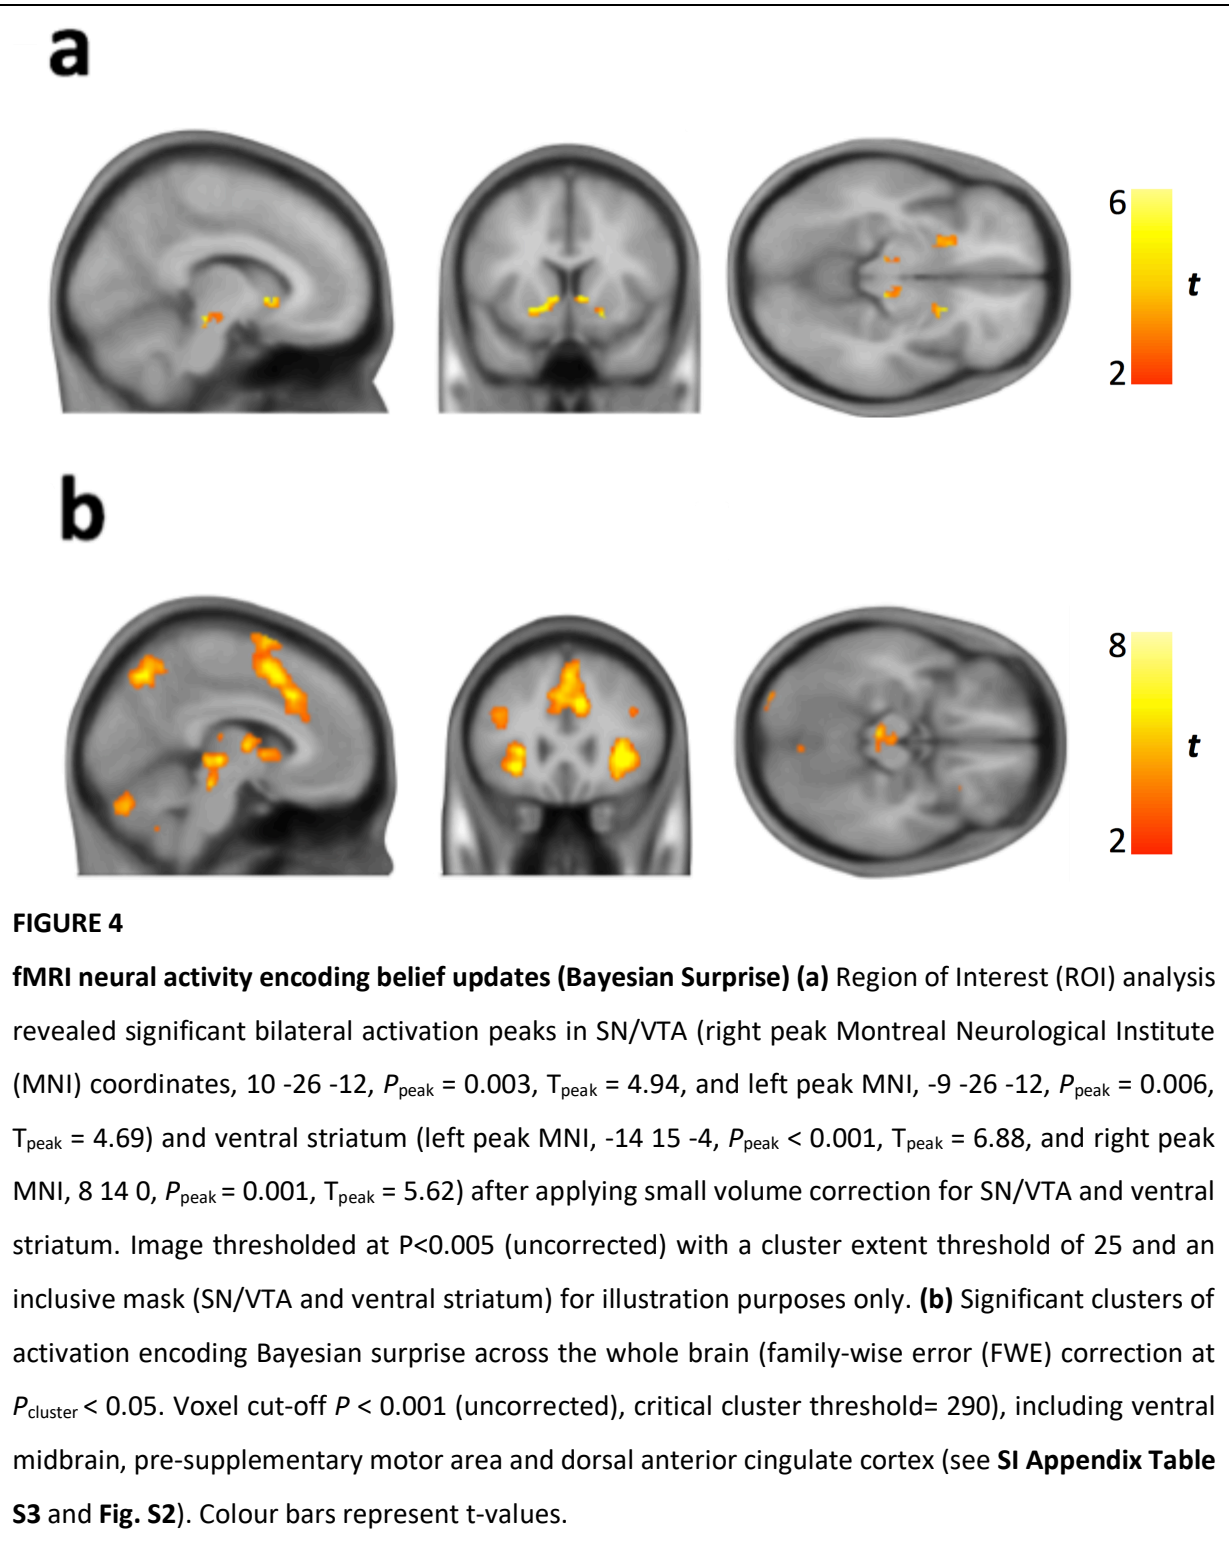 a
6
t
2
b
8
t
2
FIGURE 4
fMRI neural activity encoding belief updates (Bayesian Surprise) (a) Region of Interest (ROI) analysis
revealed significant bilateral activation peaks in SN/VTA (right peak Montreal Neurological Institute
(MNI) coordinates, 10 -26 -12, Ppeak = 0.003, Tpeak = 4.94, and left peak MNI, -9 -26 -12, Ppeak = 0.006,
Tpeak = 4.69) and ventral striatum (left peak MNI, -14 15 -4, Ppeak < 0.001, Tpeak = 6.88, and right peak
MNI, 8 14 0, Ppeak = 0.001, Tpeak = 5.62) after applying small volume correction for SN/VTA and ventral
striatum. Image thresholded at P<0.005 (uncorrected) with a cluster extent threshold of 25 and an
inclusive mask (SN/VTA and ventral striatum) for illustration purposes only. (b) Significant clusters of
activation encoding Bayesian surprise across the whole brain (family-wise error (FWE) correction at
Pcluster < 0.05. Voxel cut-off P < 0.001 (uncorrected), critical cluster threshold= 290), including ventral
midbrain, pre-supplementary motor area and dorsal anterior cingulate cortex (see SI Appendix Table
S3 and Fig. S2). Colour bars represent t-values.